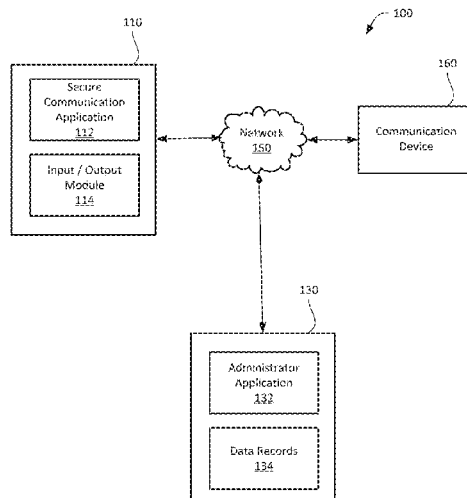 100
110
Secure
Communication
Application
112
Input / Output
Module
114
Network
150
160
Communication
Device
130
Administrator
Application
132
Data Records
134